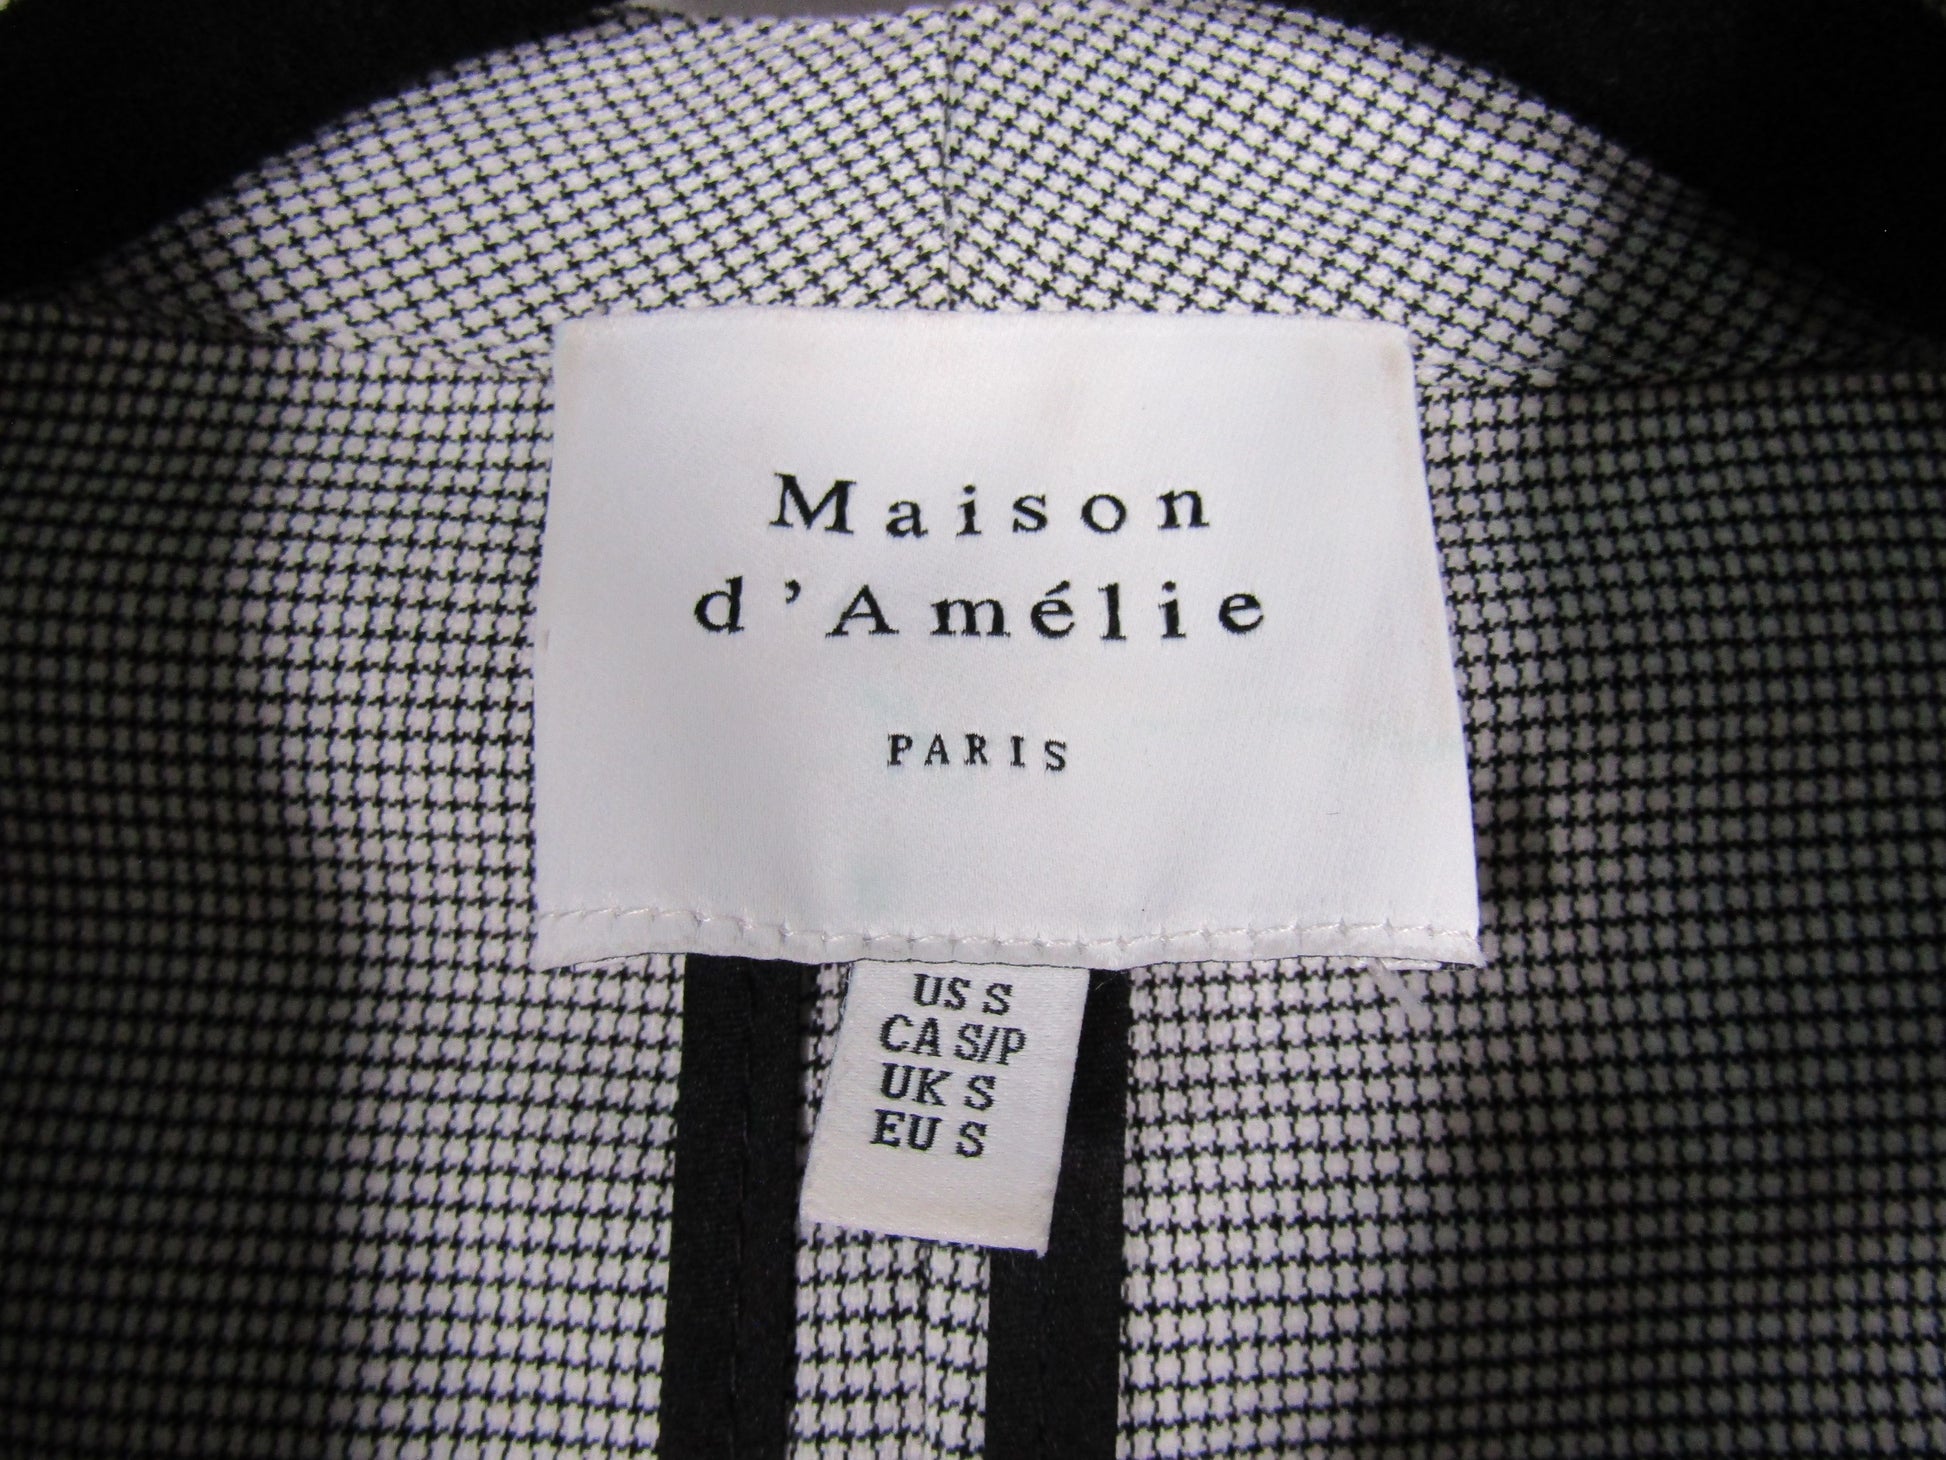 Maison
d'Amélie
PARIS
US S
CA S/P
UK S
EU S